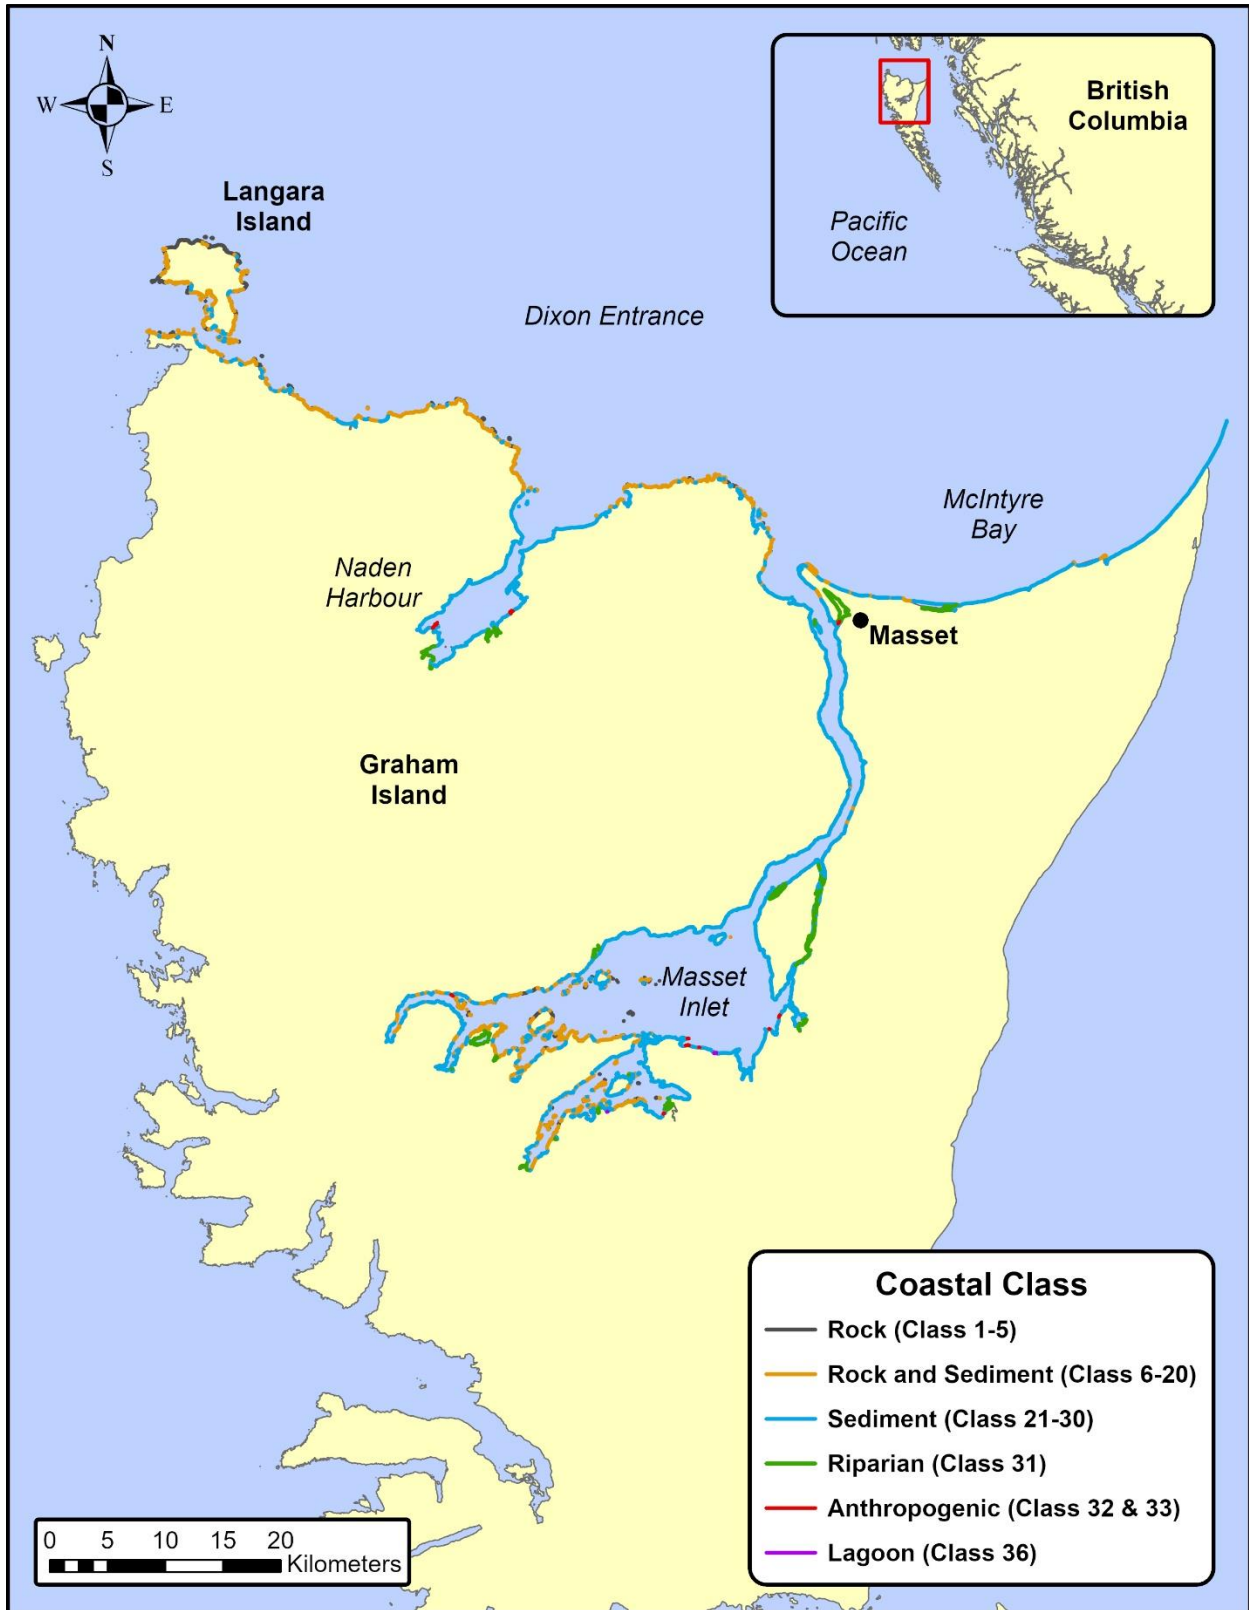 N
W
E
S
British
Columbia
Pacific
Ocean
Langara
Island
Dixon Entrance
McIntyre
Bay
Naden
Harbour
Masset
Graham
Island
Masset
Inlet
Coastal Class
Rock (Class 1-5)
Rock and Sediment (Class 6-20)
Sediment (Class 21-30)
Riparian (Class 31)
Anthropogenic (Class 32 & 33)
Lagoon (Class 36)
0 5 10 15 20
Kilometers